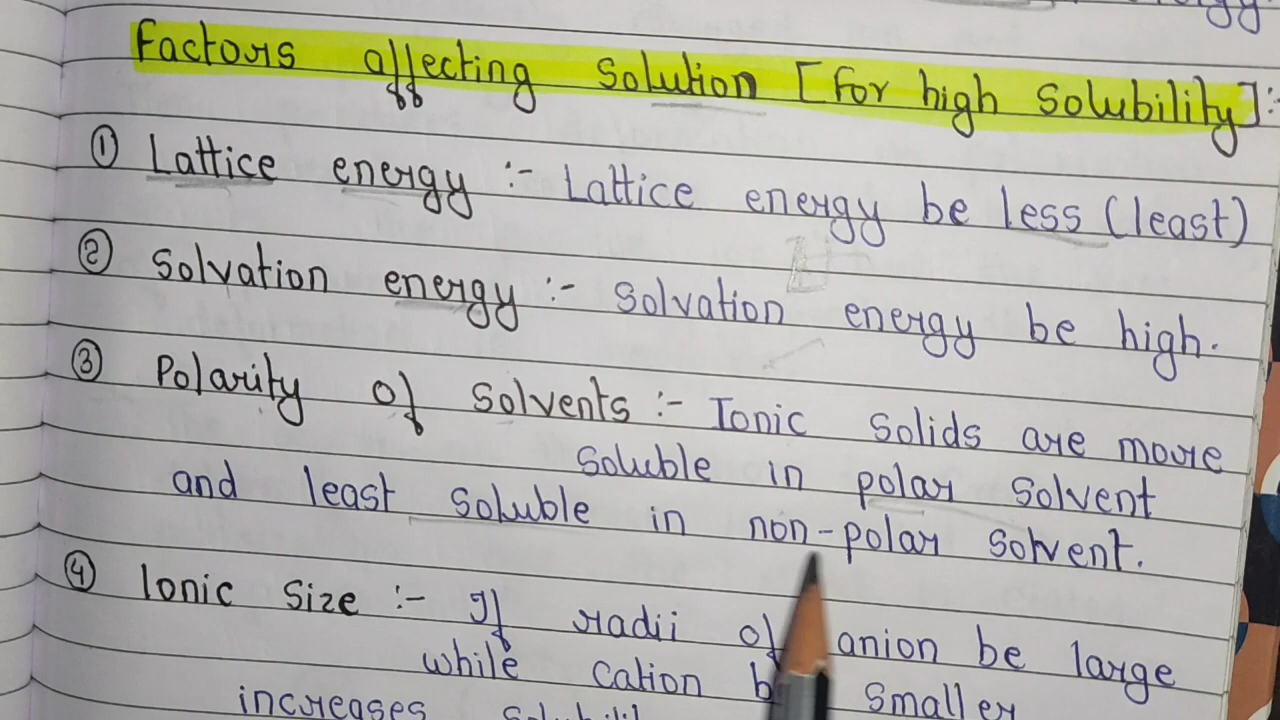 Factors affecting Solution [For high Solubility]:
① Lattice energy :- Lattice energy be less (least)
② Solvation energy :- Solvation energy be high.
③ Polarity of Solvents :- Ionic Solids are more
Soluble in polar Solvent
and least soluble in non-polar solvent.
④ Ionic Size :- If radii of anion be large
while cation smaller
increases